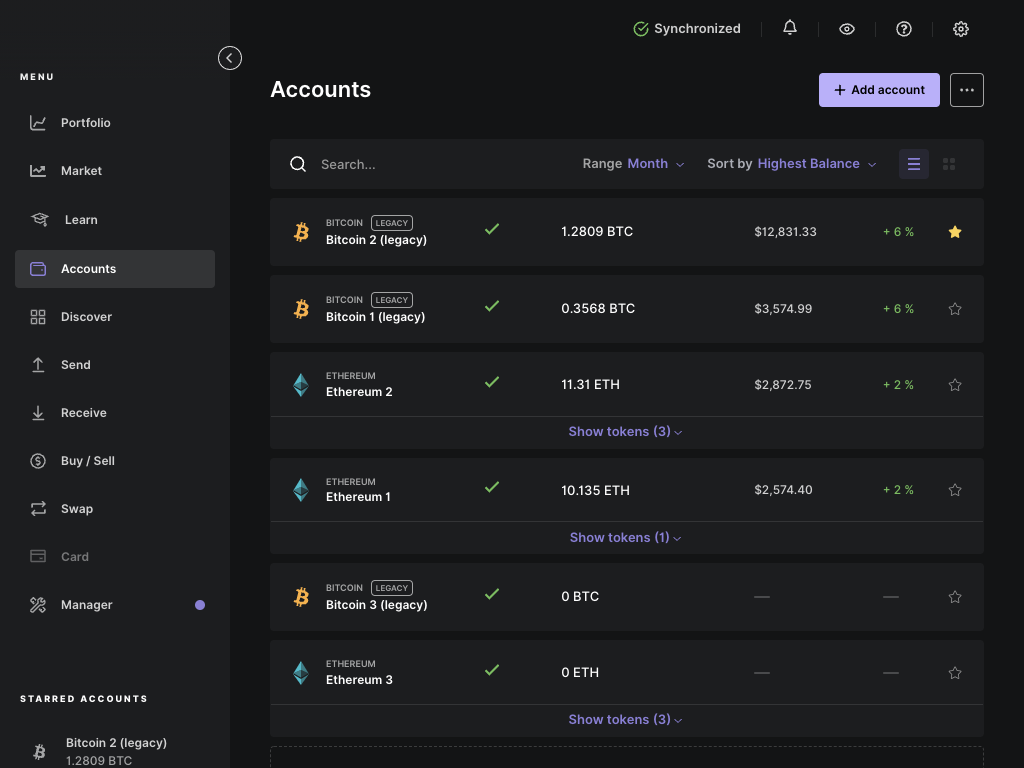 Synchronized
MENU
Portfolio
Market
Learn
Accounts
Discover
Send
Receive
Buy / Sell
Swap
Card
Manager
STARRED ACCOUNTS
Bitcoin 2 (legacy)
1.2809 BTC
Accounts
+ Add account
Search...
Range Month
Sort by Highest Balance
BITCOIN LEGACY
Bitcoin 2 (legacy)
1.2809 BTC
$12,831.33
+ 6 %
BITCOIN LEGACY
Bitcoin 1 (legacy)
0.3568 BTC
$3,574.99
+ 6 %
ETHEREUM
Ethereum 2
11.31 ETH
$2,872.75
+ 2 %
Show tokens (3)
ETHEREUM
Ethereum 1
10.135 ETH
$2,574.40
+ 2 %
Show tokens (1)
BITCOIN LEGACY
Bitcoin 3 (legacy)
0 BTC
—
—
ETHEREUM
Ethereum 3
0 ETH
—
—
Show tokens (3)